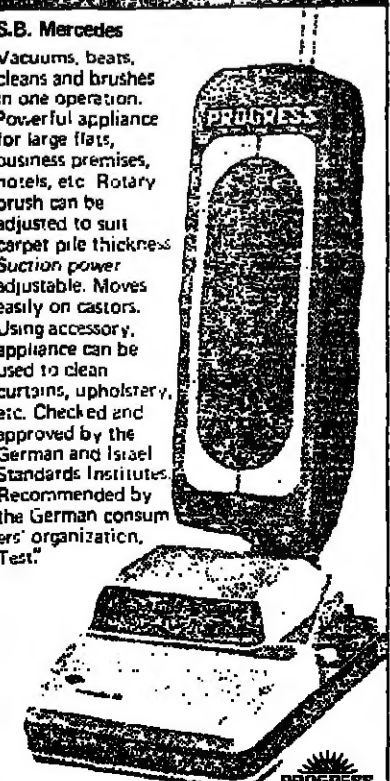 S.B. Mercedes
Vacuums, beats,
cleans and brushes
in one operation.
Powerful appliance
for large flats,
business premises,
hotels, etc. Rotary
brush can be
adjusted to suit
carpet pile thickness
Suction power
adjustable. Moves
easily on castors.
Using accessory,
appliance can be
used to clean
curtains, upholstery,
etc. Checked and
approved by the
German and Israel
Standards Institutes.
Recommended by
the German consum
ers' organization,
Test."
PROGRESS
PROGRESS